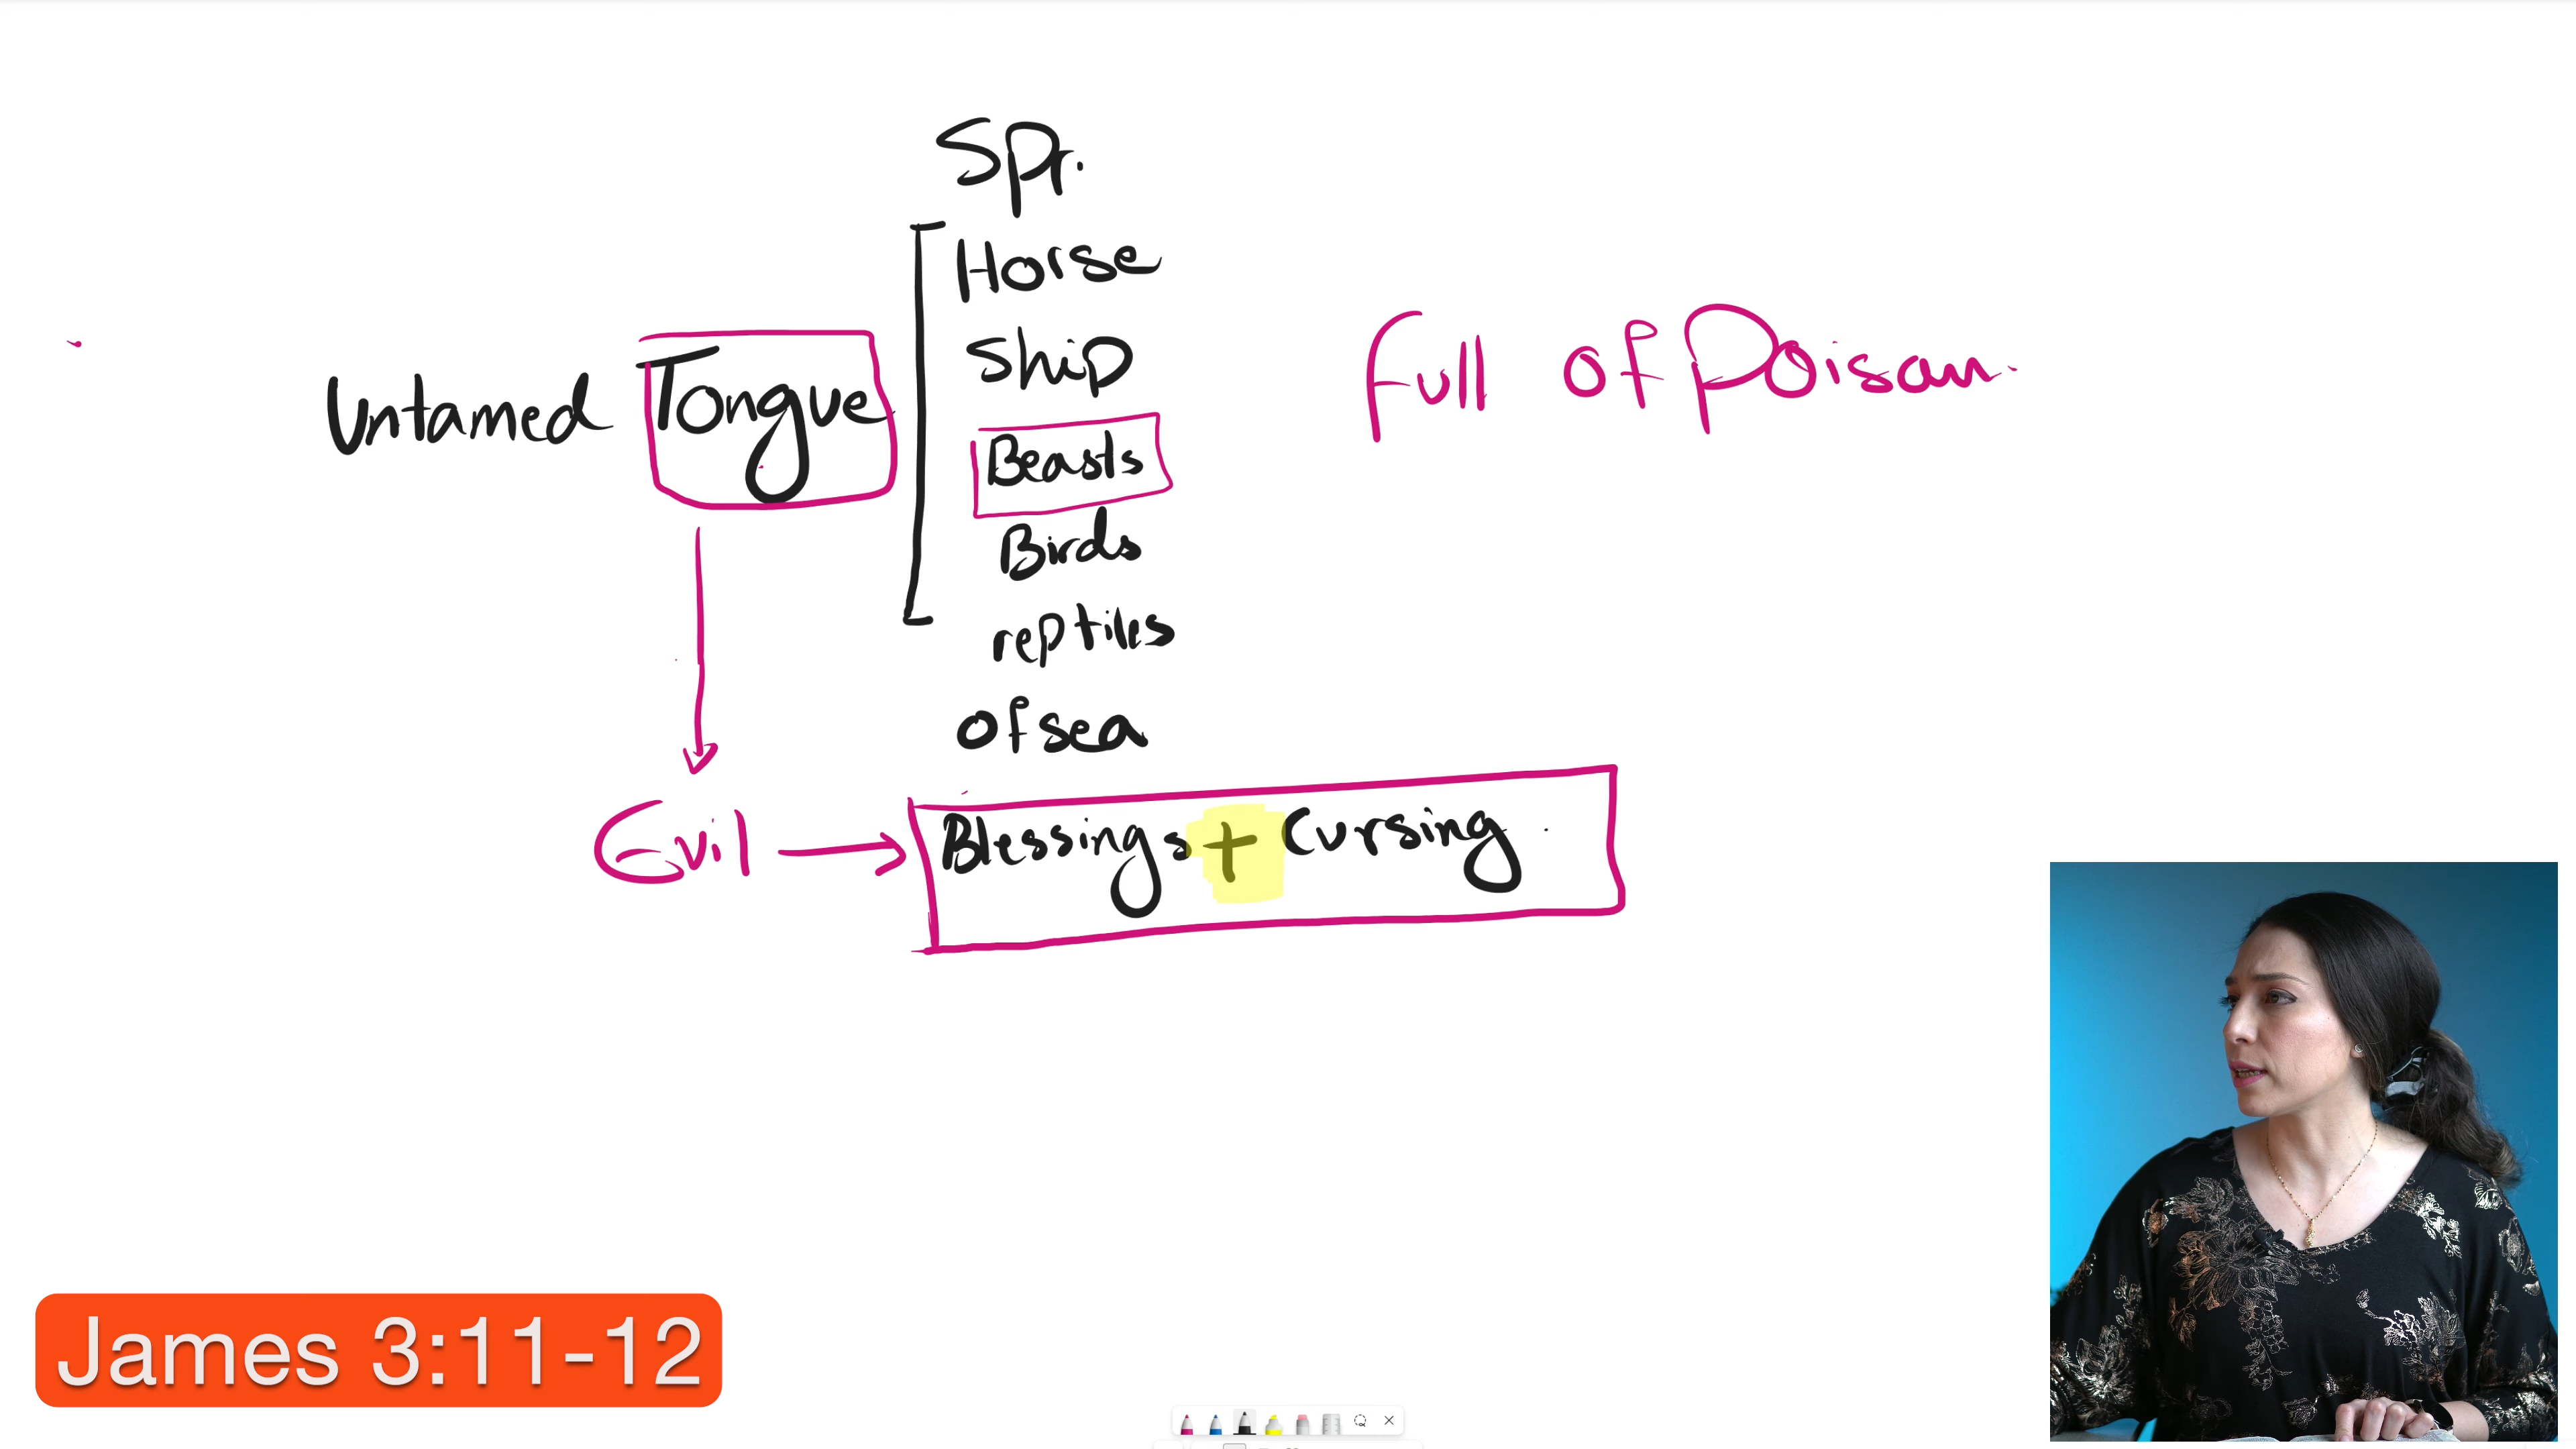 Spr.
Horse
Ship
Untamed Tongue
Full of Poison.
Beasts
Birds
reptiles
of sea
Evil
Blessings + Cursing
James 3:11-12